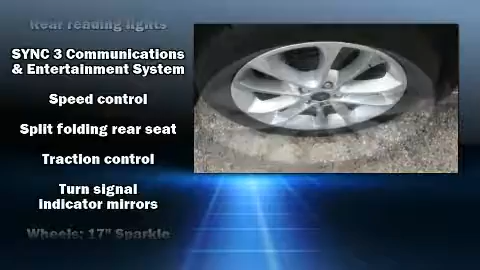 Rear reading lights
SYNC 3 Communications
& Entertainment System
Speed control
Split folding rear seat
Traction control
Turn signal
indicator mirrors
Wheels: 17" Sparkle